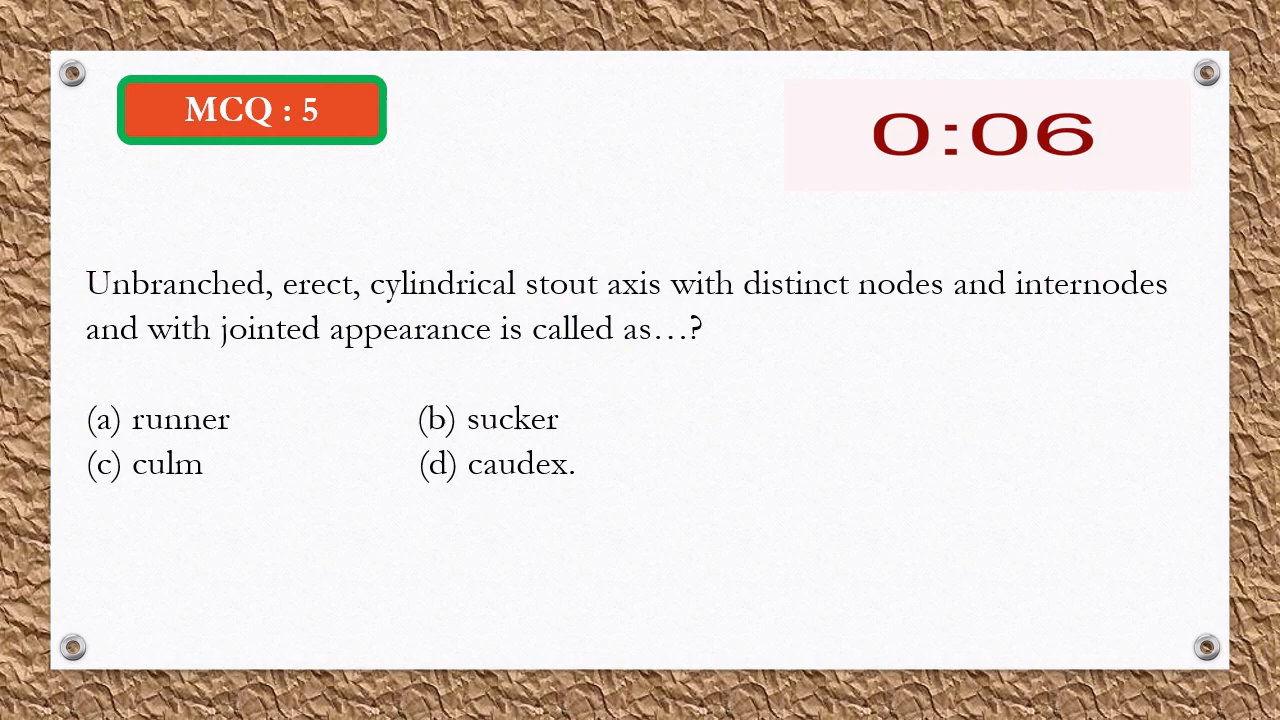 MCQ : 5
0:06
Unbranched, erect, cylindrical stout axis with distinct nodes and internodes
and with jointed appearance is called as…?
(a) runner (b) sucker
(c) culm (d) caudex.